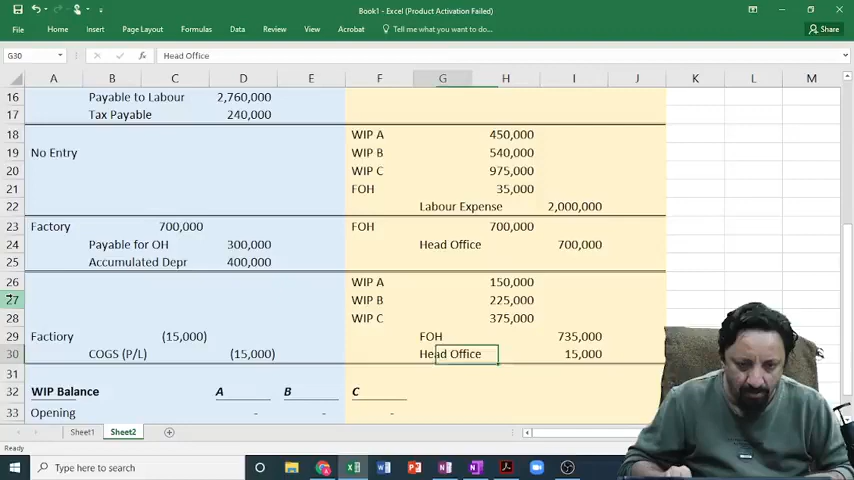 Book1 - Excel (Product Activation Failed)
File Home Insert Page Layout Formulas Data Review View Acrobat Tell me what you want to do... Share
G30 fx Head Office
A B C D E F G H I J K L M
16 Payable to Labour 2,760,000
17 Tax Payable 240,000
18 WIP A 450,000
19 No Entry WIP B 540,000
20 WIP C 975,000
21 FOH 35,000
22 Labour Expense 2,000,000
23 Factory 700,000 FOH 700,000
24 Payable for OH 300,000 Head Office 700,000
25 Accumulated Depr 400,000
26 WIP A 150,000
27 WIP B 225,000
28 WIP C 375,000
29 Factiory (15,000) FOH 735,000
30 COGS (P/L) (15,000) Head Office 15,000
31
32 WIP Balance A B C
33 Opening - - -
Sheet1 Sheet2
Ready
Type here to search